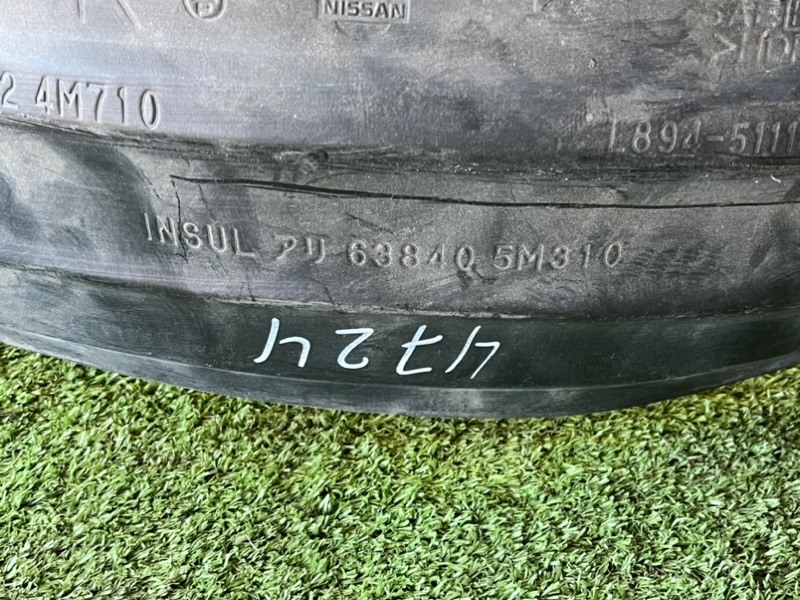 NISSAN
2 4M710
L894-5111
INSUL アリ 63840 5M310
4724